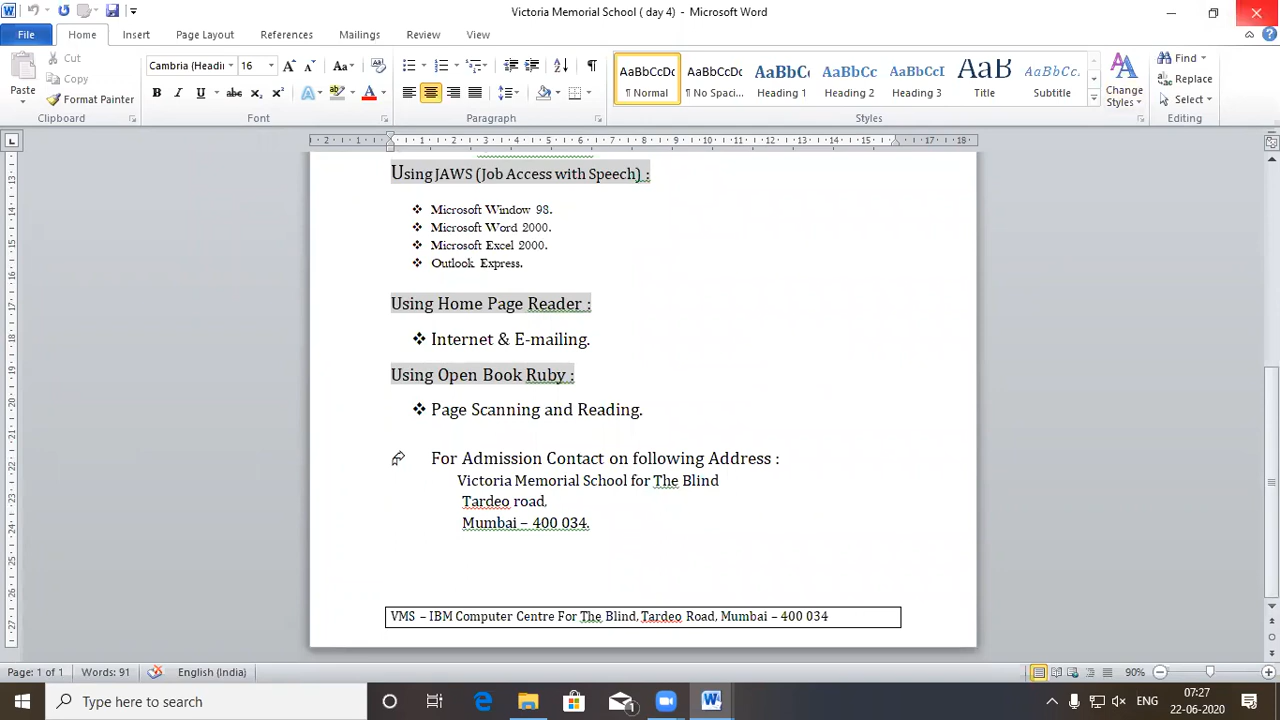 Victoria Memorial School ( day 4) - Microsoft Word
File Home Insert Page Layout References Mailings Review View
Cut
Copy
Format Painter
Paste
Clipboard
Cambria (Headi 16
Font
Paragraph
AaBbCcDc AaBbCcDc AaBbCc AaBbCc AaBbCcI AaB AaBbCcI
¶ Normal ¶ No Spaci... Heading 1 Heading 2 Heading 3 Title Subtitle
Change Styles
Styles
Find
Replace
Select
Editing
Using JAWS (Job Access with Speech) :
❖ Microsoft Window 98.
❖ Microsoft Word 2000.
❖ Microsoft Excel 2000.
❖ Outlook Express.
Using Home Page Reader :
❖ Internet & E-mailing.
Using Open Book Ruby :
❖ Page Scanning and Reading.
For Admission Contact on following Address :
Victoria Memorial School for The Blind
Tardeo road,
Mumbai – 400 034.
VMS – IBM Computer Centre For The Blind, Tardeo Road, Mumbai – 400 034
Page: 1 of 1 Words: 91 English (India) 90%
Type here to search
1
ENG
07:27
22-06-2020